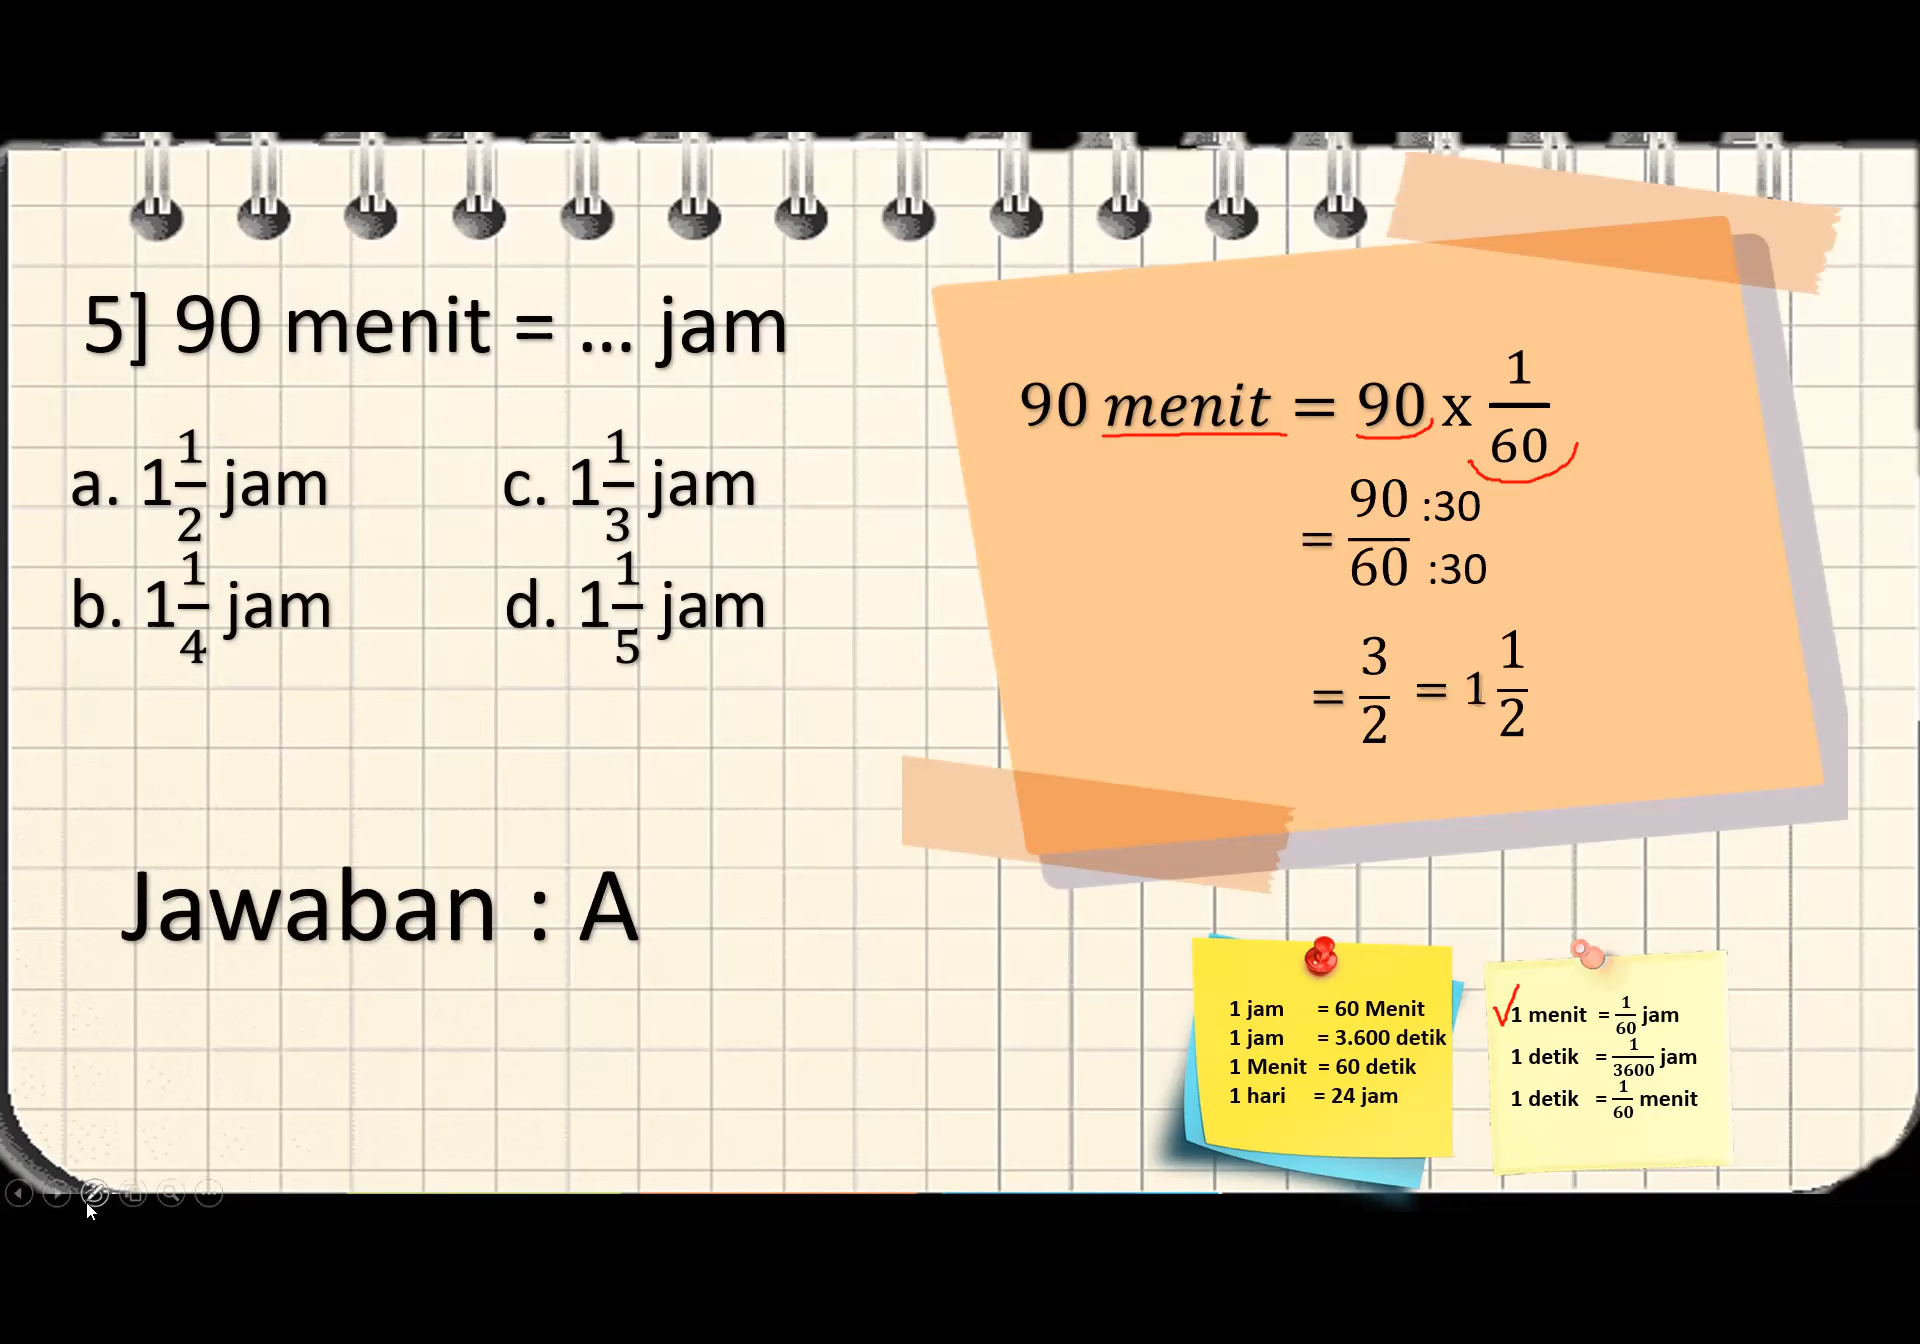 5] 90 menit = ... jam
a. 1 1/2 jam
c. 1 1/3 jam
b. 1 1/4 jam
d. 1 1/5 jam
Jawaban : A
90 menit = 90 x 1/60
= 90/60 :30 :30
= 3/2 = 1 1/2
1 jam = 60 Menit
1 jam = 3.600 detik
1 Menit = 60 detik
1 hari = 24 jam
1 menit = 1/60 jam
1 detik = 1/3600 jam
1 detik = 1/60 menit